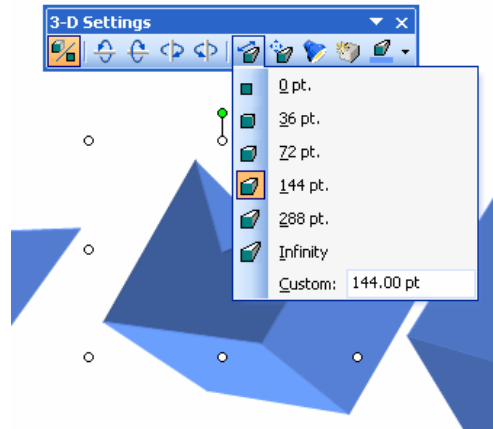 3-D Settings
0 pt.
36 pt.
72 pt.
144 pt.
288 pt.
Infinity
Custom: 144.00 pt